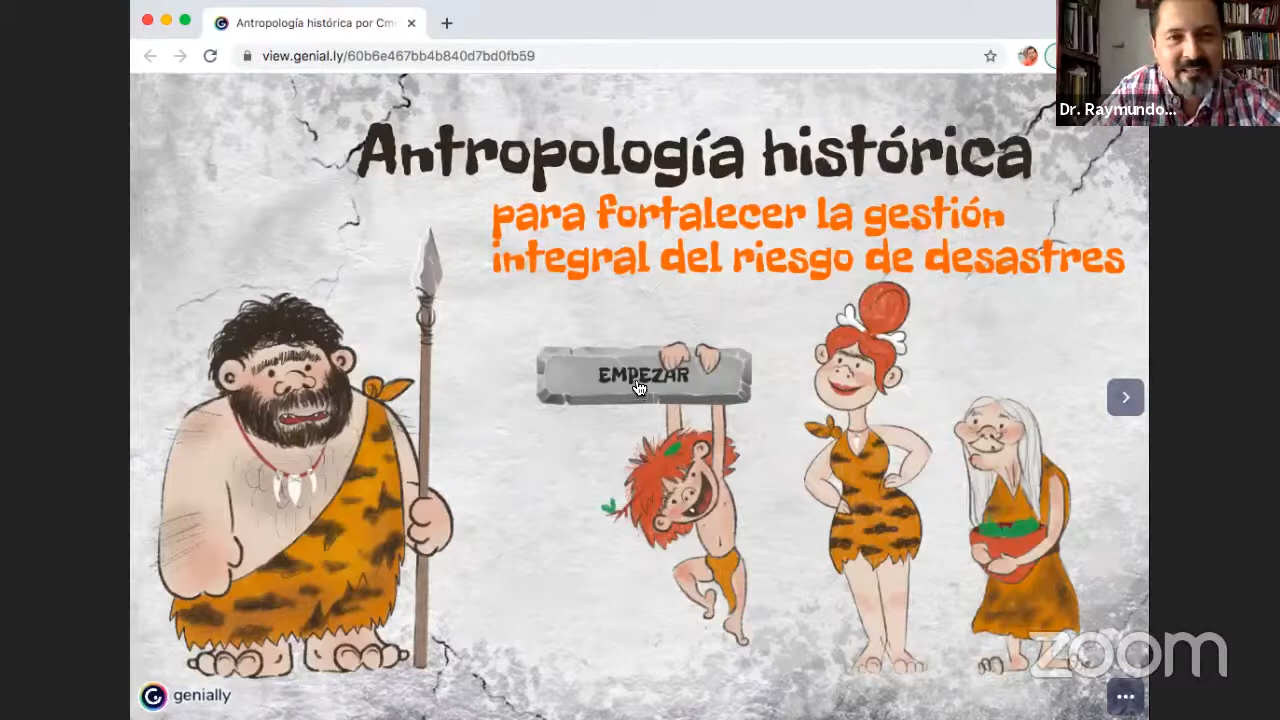 Antropología histórica por Cm
view.genial.ly/60b6e467bb4b840d7bd0fb59
Dr. Raymundo...
Antropología histórica
para fortalecer la gestión
integral del riesgo de desastres
EMPEZAR
zoom
genially